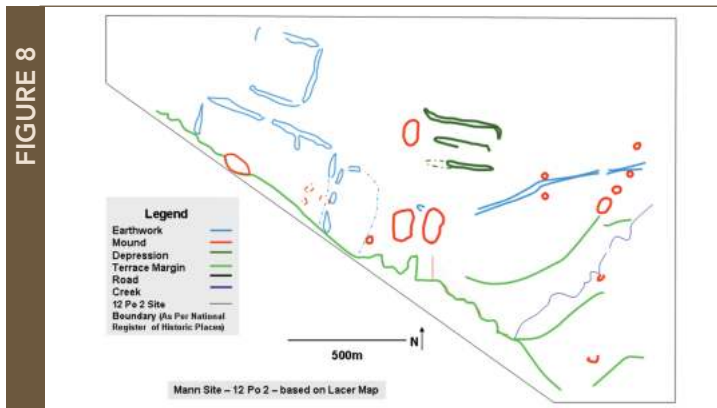 FIGURE 8
Legend
Earthwork
Mound
Depression
Terrace Margin
Road
Creek
12 Po 2 Site
Boundary (As Per National
Register of Historic Places)
500m
N
Mann Site – 12 Po 2 – based on Lacer Map